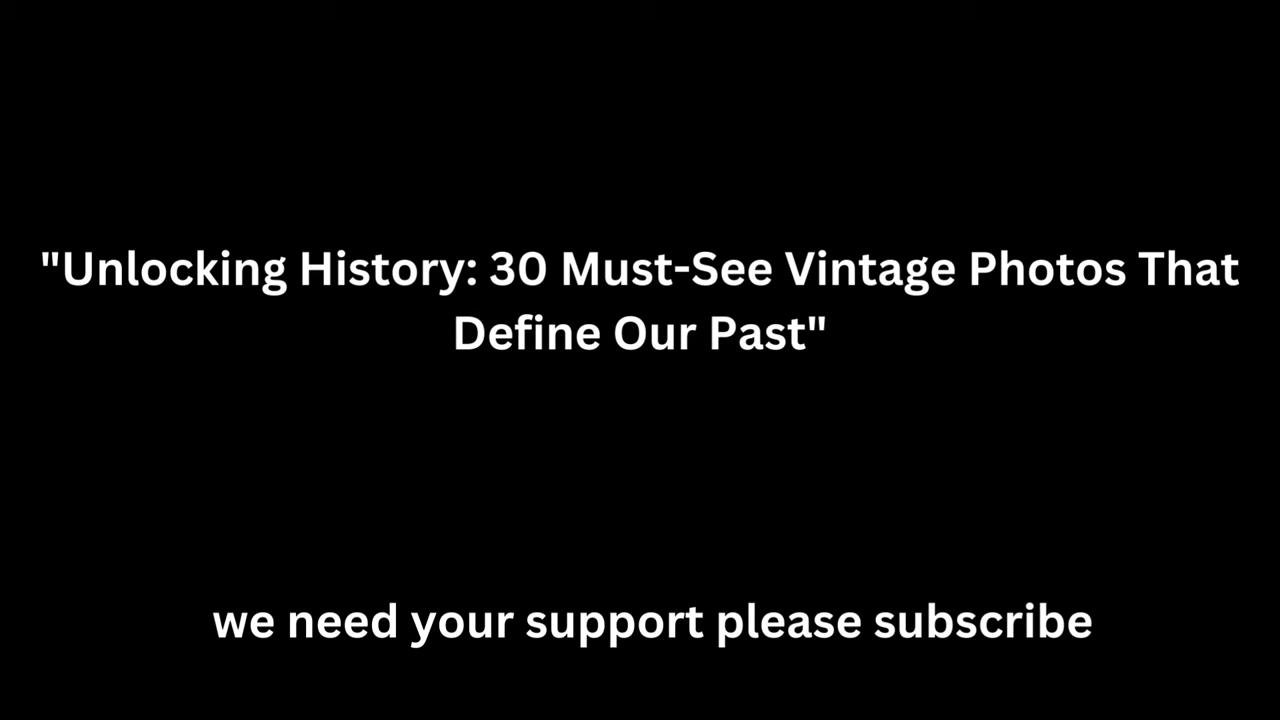 "Unlocking History: 30 Must-See Vintage Photos That
Define Our Past"
we need your support please subscribe